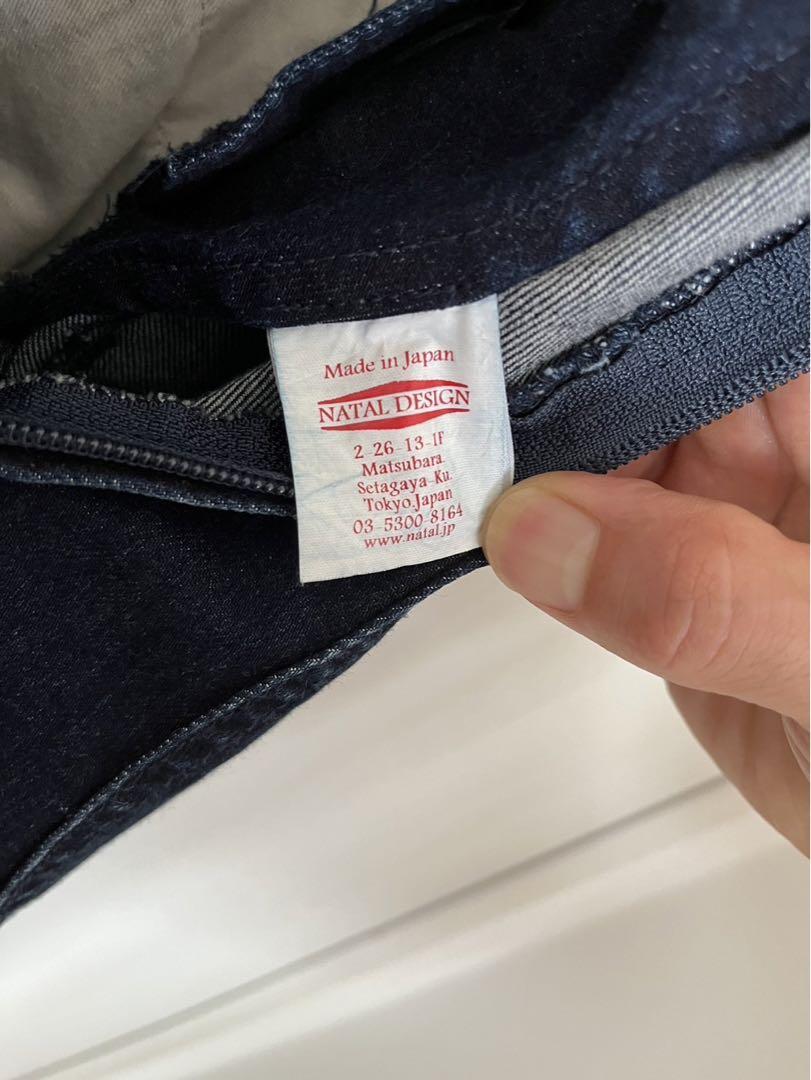 Made in Japan
NATAL DESIGN
2-26-13-1F
Matsubara.
Setagaya-Ku.
Tokyo.Japan
03-5300-8164
www.natal.jp